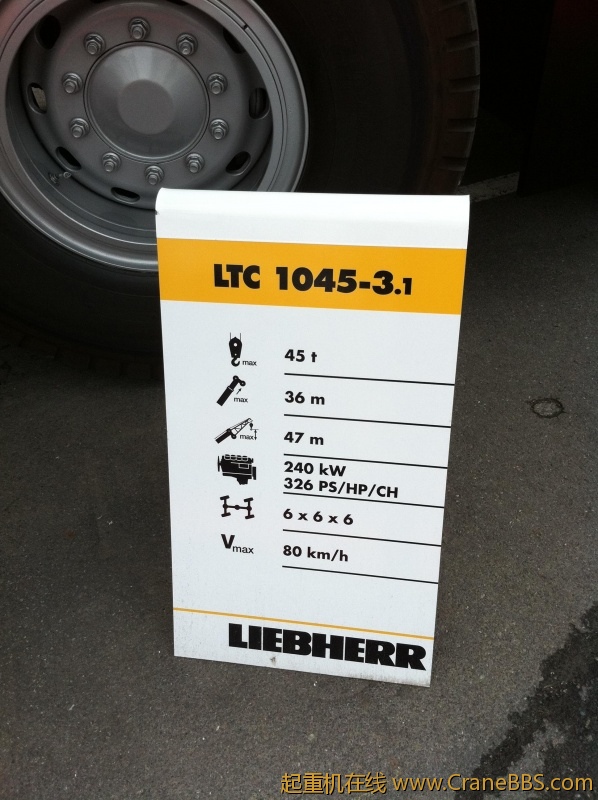 LTC 1045-3.1
max 45 t
max 36 m
max 47 m
240 kW
326 PS/HP/CH
6 x 6 x 6
Vmax 80 km/h
LIEBHERR
起重机在线 www.CraneBBS.com